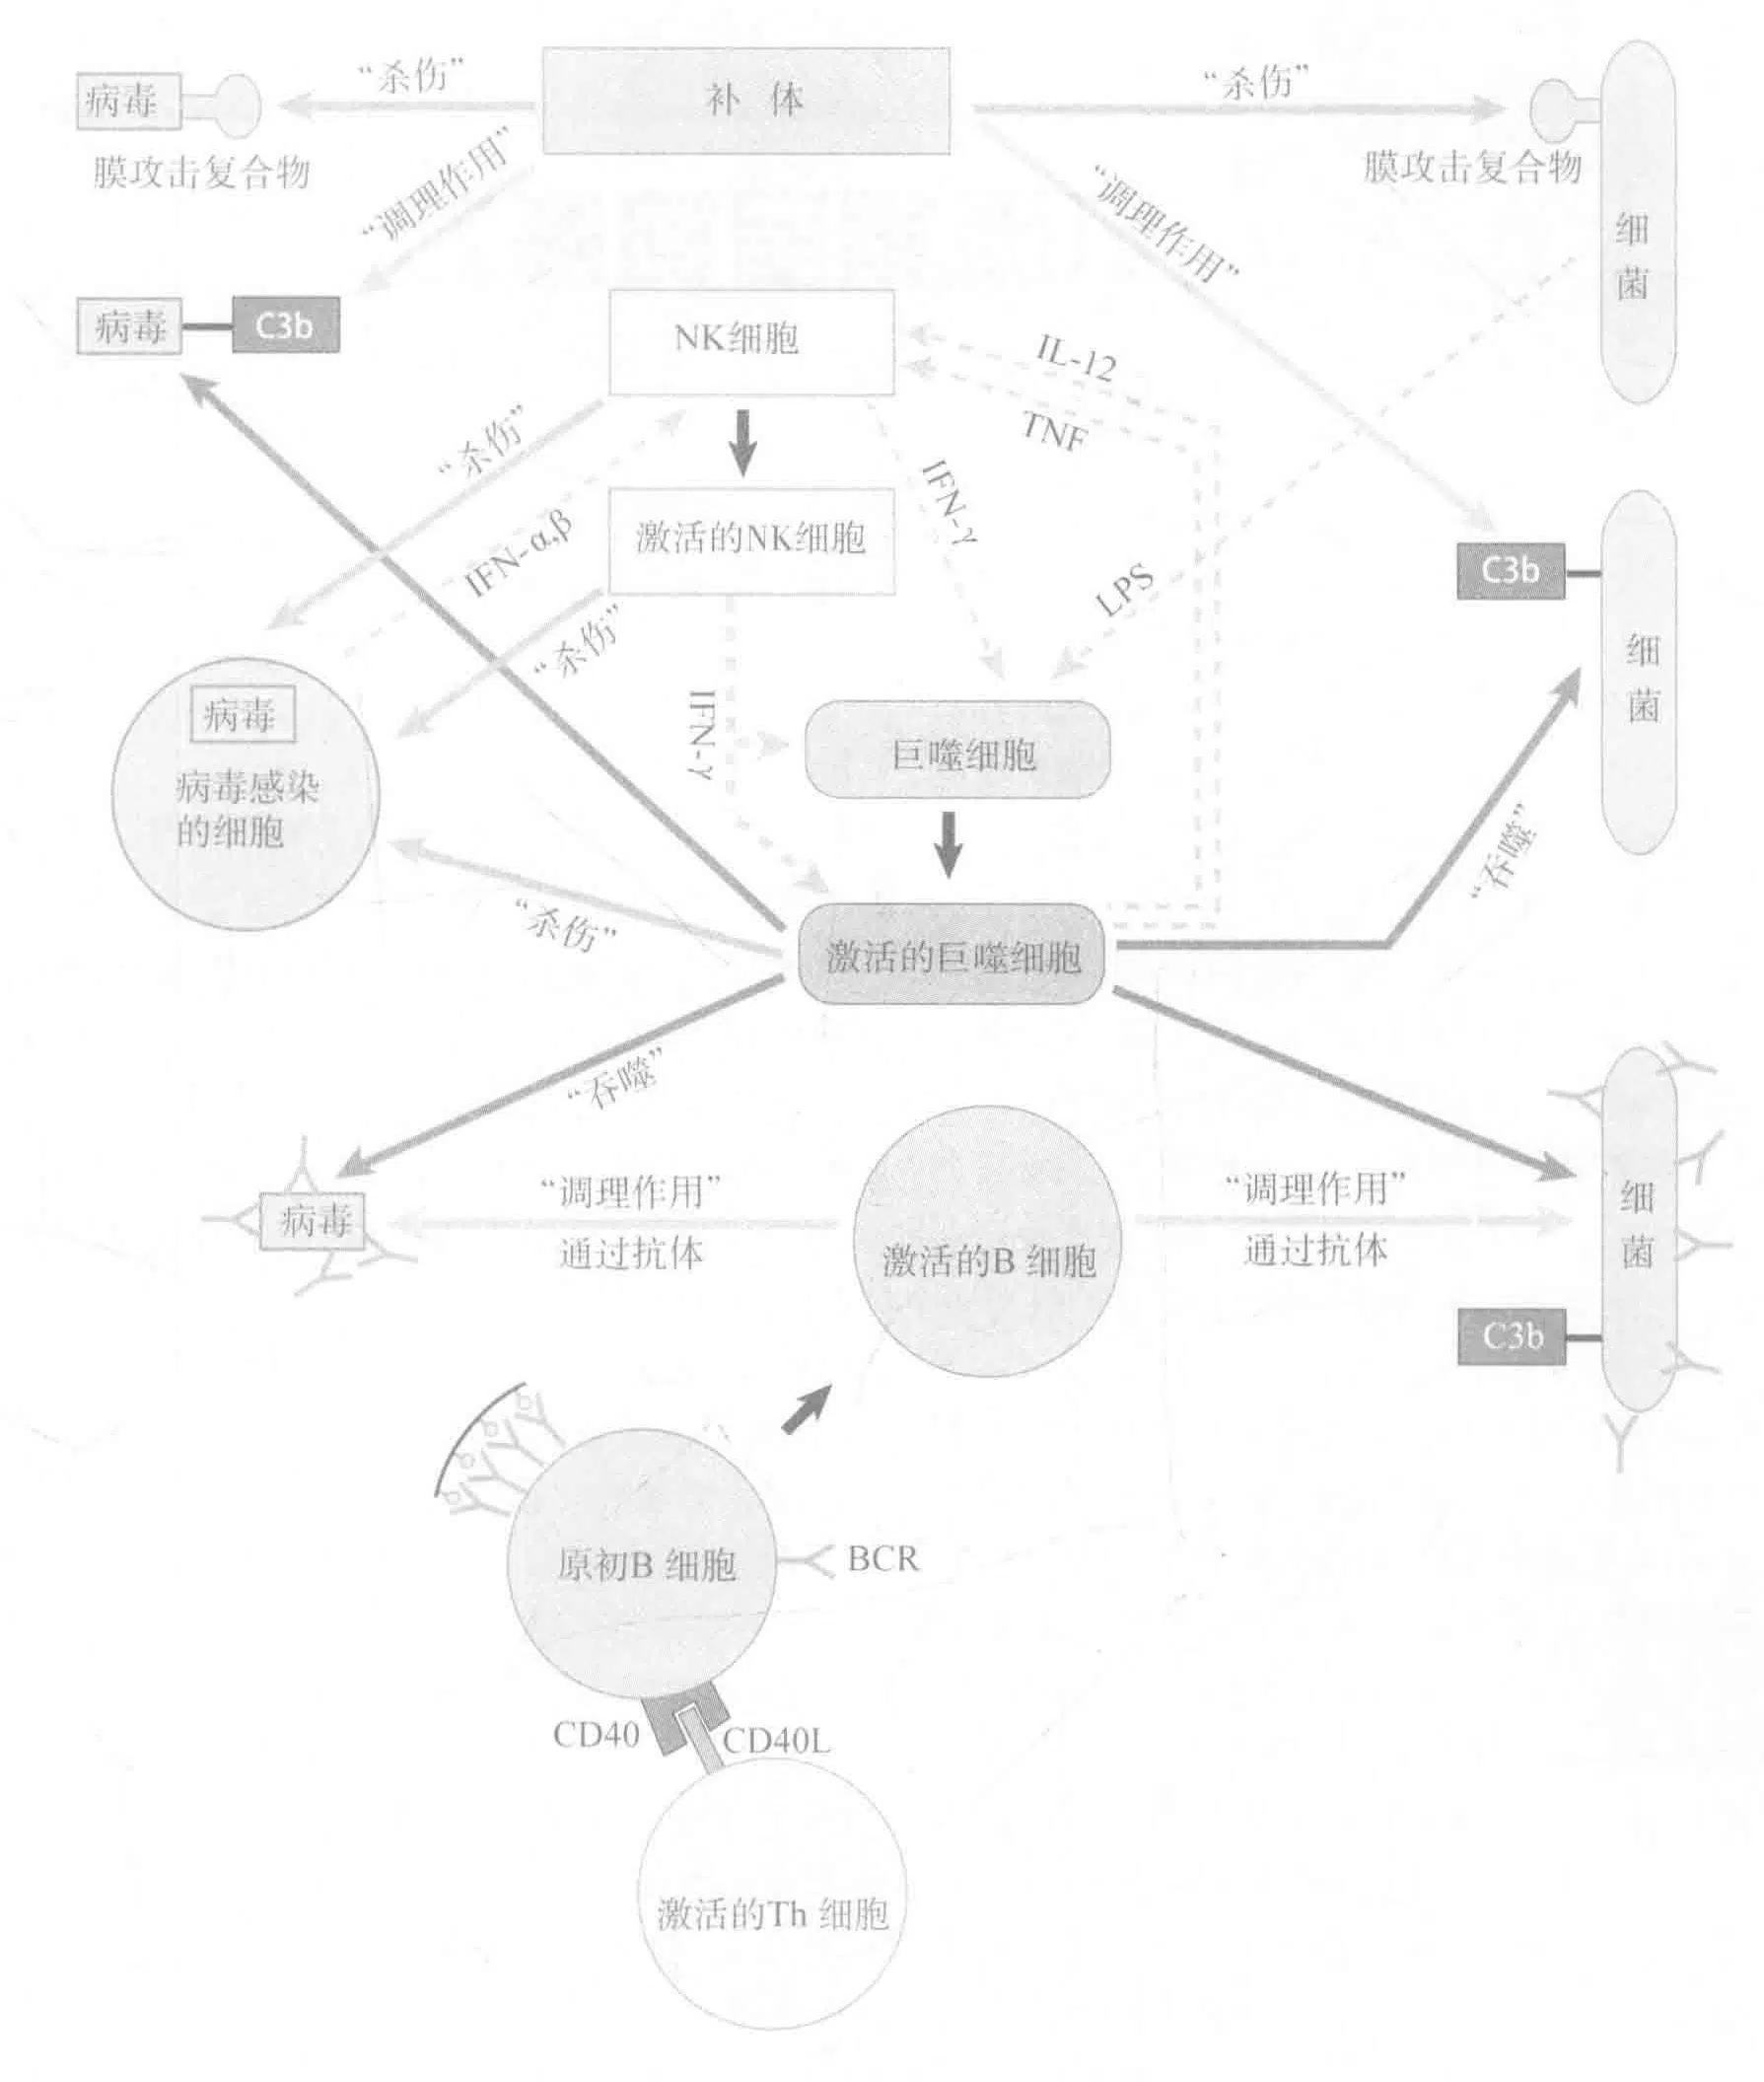 病毒
“杀伤”
补 体
“杀伤”
膜攻击复合物
膜攻击复合物
“调理作用”
“调理作用”
细
菌
病毒
C3b
NK细胞
IL-12
TNF
“杀伤”
IFN-α,β
IFN-γ
激活的NK细胞
LPS
C3b
“杀伤”
细
菌
病毒
病毒感染
的细胞
IFN-γ
巨噬细胞
“吞噬”
“杀伤”
激活的巨噬细胞
“吞噬”
“调理作用”
通过抗体
病毒
激活的B 细胞
“调理作用”
通过抗体
细
菌
C3b
原初B 细胞
BCR
CD40
CD40L
激活的Th 细胞